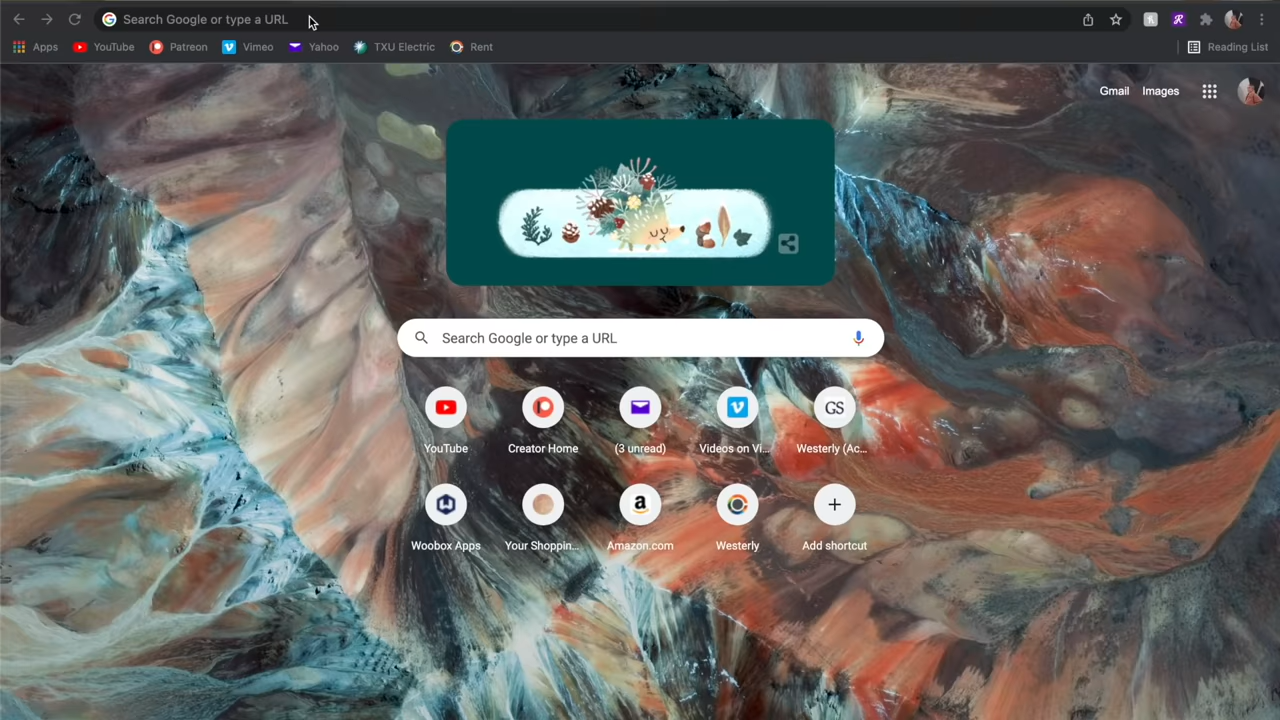 Search Google or type a URL
Apps YouTube Patreon Vimeo Yahoo TXU Electric Rent Reading List
Gmail Images
Search Google or type a URL
YouTube Creator Home (3 unread) Videos on Vi... Westerly (Ac...
GS
Woobox Apps Your Shoppin... Amazon.com Westerly Add shortcut